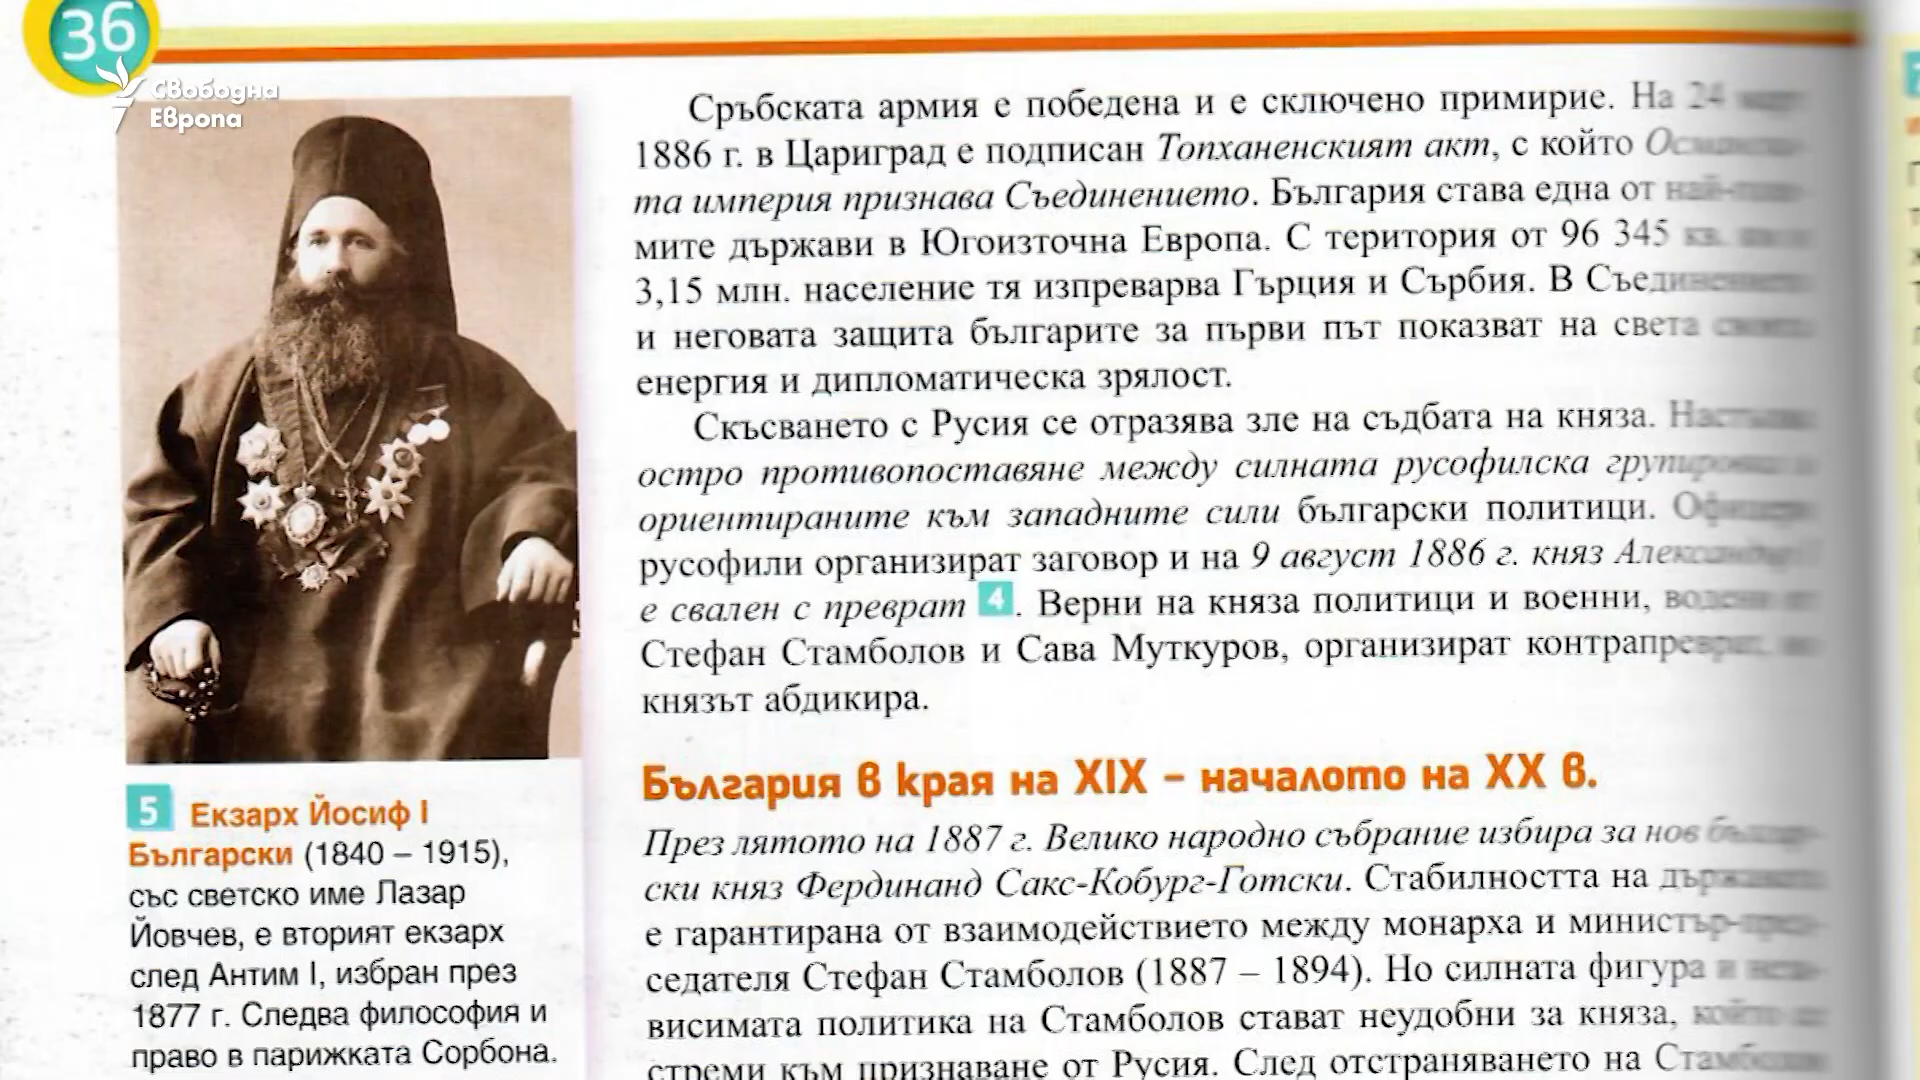 36
Свободна
Европа
Сръбската армия е победена и е сключено примирие. На 24
1886 г. в Цариград е подписан Топханенският акт, с който
та империя признава Съединението. България става една от
мите държави в Югоизточна Европа. С територия от 96 345
3,15 млн. население тя изпреварва Гърция и Сърбия. В
и неговата защита българите за първи път показват на света
енергия и дипломатическа зрялост.
Скъсването с Русия се отразява зле на съдбата на княза.
остро противопоставяне между силната русофилска
ориентираните към западните сили български политици.
русофили организират заговор и на 9 август 1886 г. княз
е свален с преврат 4. Верни на княза политици и военни,
Стефан Стамболов и Сава Муткуров, организират
князът абдикира.
България в края на XIX – началото на XX в.
През лятото на 1887 г. Велико народно събрание избира за нов
ски княз Фердинанд Сакс-Кобург-Готски. Стабилността на
е гарантирана от взаимодействието между монарха и
седателя Стефан Стамболов (1887 – 1894). Но силната фигура
висимата политика на Стамболов стават неудобни за княза,
стреми към признаване от Русия. След отстраняването на
5 Екзарх Йосиф I
Български (1840 – 1915),
със светско име Лазар
Йовчев, е вторият екзарх
след Антим I, избран през
1877 г. Следва философия и
право в парижката Сорбона.